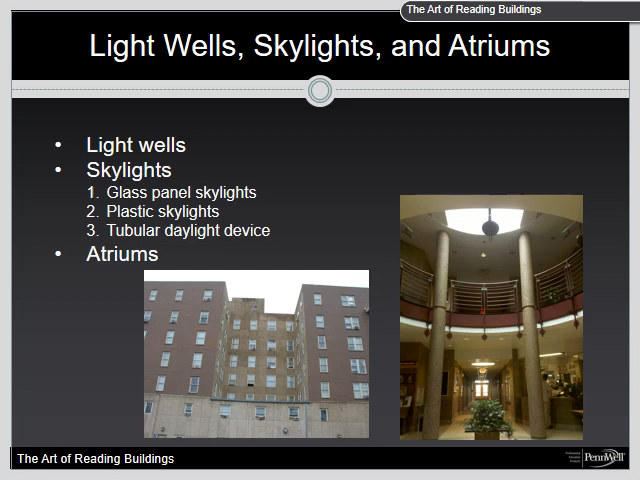 The Art of Reading Buildings
Light Wells, Skylights, and Atriums
• Light wells
• Skylights
1. Glass panel skylights
2. Plastic skylights
3. Tubular daylight device
• Atriums
The Art of Reading Buildings
PennWell